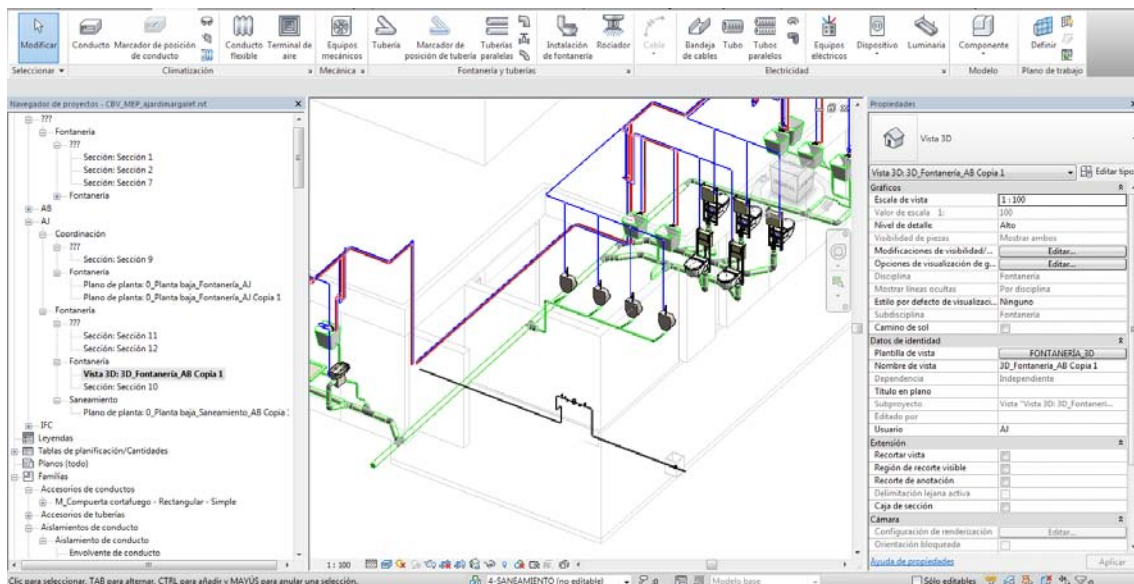 Modificar
Conducto
Marcador de posición de conducto
Conducto flexible
Terminal de aire
Equipos mecánicos
Tubería
Marcador de posición de tubería
Tuberías paralelas
Instalación de fontanería
Rociador
Cable
Bandeja de cables
Tubo
Tubos paralelos
Equipos eléctricos
Dispositivo
Luminaria
Componente
Definir
Seleccionar
Climatización
Mecánica
Fontanería y tuberías
Electricidad
Modelo
Plano de trabajo
Navegador de proyectos - CBV_MEP_ajardimargalef.rvt
???
Fontanería
???
Sección: Sección 1
Sección: Sección 2
Sección: Sección 7
Fontanería
AB
AJ
Coordinación
???
Sección: Sección 9
Fontanería
Plano de planta: 0_Planta baja_Fontanería_AJ
Plano de planta: 0_Planta baja_Fontanería_AJ Copia 1
Fontanería
???
Sección: Sección 11
Sección: Sección 12
Fontanería
Vista 3D: 3D_Fontanería_AB Copia 1
Sección: Sección 10
Saneamiento
Plano de planta: 0_Planta baja_Saneamiento_AB Copia
IFC
Leyendas
Tablas de planificación/Cantidades
Planos (todo)
Familias
Accesorios de conductos
M_Compuerta cortafuego - Rectangular - Simple
Accesorios de tuberías
Aislamientos de conducto
Aislamiento de conducto
Envolvente de conducto
Propiedades
Vista 3D
Vista 3D: 3D_Fontanería_AB Copia 1
Editar tipo
Gráficos
Escala de vista 1 : 100
Valor de escala 1: 100
Nivel de detalle Alto
Visibilidad de piezas Mostrar ambos
Modificaciones de visibilidad/... Editar...
Opciones de visualización de g... Editar...
Disciplina Fontanería
Mostrar líneas ocultas Por disciplina
Estilo por defecto de visualizaci... Ninguno
Subdisciplina Fontanería
Camino de sol
Datos de identidad
Plantilla de vista FONTANERÍA_3D
Nombre de vista 3D_Fontanería_AB Copia 1
Dependencia Independiente
Título en plano
Subproyecto Vista "Vista 3D: 3D_Fontaneri...
Editado por
Usuario AJ
Extensión
Recortar vista
Región de recorte visible
Recorte de anotación
Delimitación lejana activa
Caja de sección
Cámara
Configuración de renderización Editar...
Orientación bloqueada
Ayuda de propiedades
Aplicar
1 : 100
Clic para seleccionar, TAB para alternar, CTRL para añadir y MAYÚS para anular una selección.
4-SANEAMIENTO (no editable)
:0
Modelo base
Sólo editables
:0